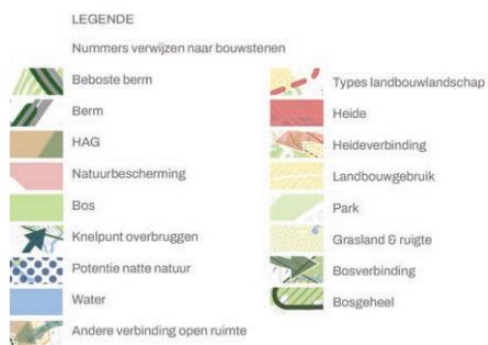 LEGENDE
Nummers verwijzen naar bouwstenen
Beboste berm
Berm
HAG
Natuurbescherming
Bos
Knelpunt overbruggen
Potentie natte natuur
Water
Andere verbinding open ruimte
Types landbouwlandschap
Heide
Heideverbinding
Landbouwgebruik
Park
Grasland & ruigte
Bosverbinding
Bosgeheel